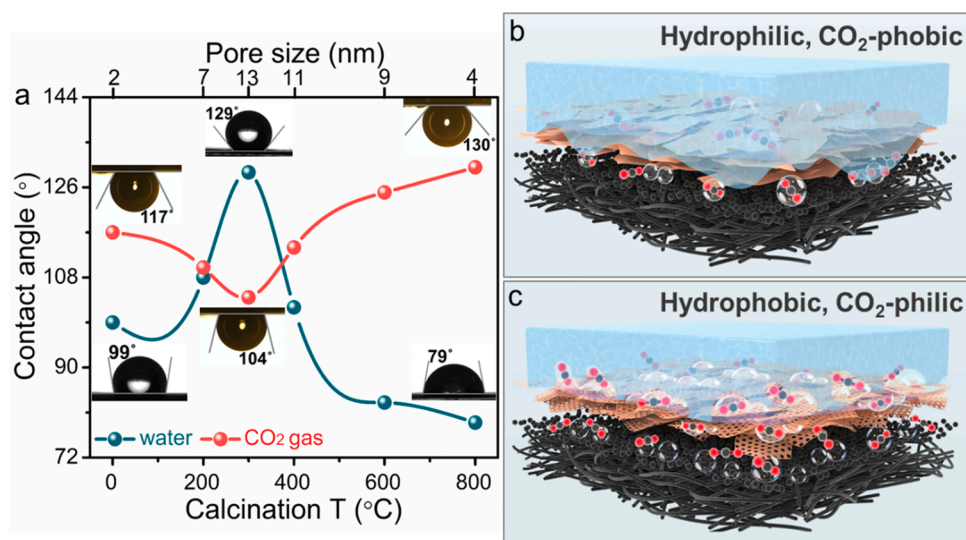 Pore size (nm)
2 7 13 11 9 4
a
144
126
108
90
72
Contact angle (°)
129°
130°
117°
104°
99°
79°
water
CO₂ gas
0 200 400 600 800
Calcination T (°C)
b
Hydrophilic, CO₂-phobic
c
Hydrophobic, CO₂-philic